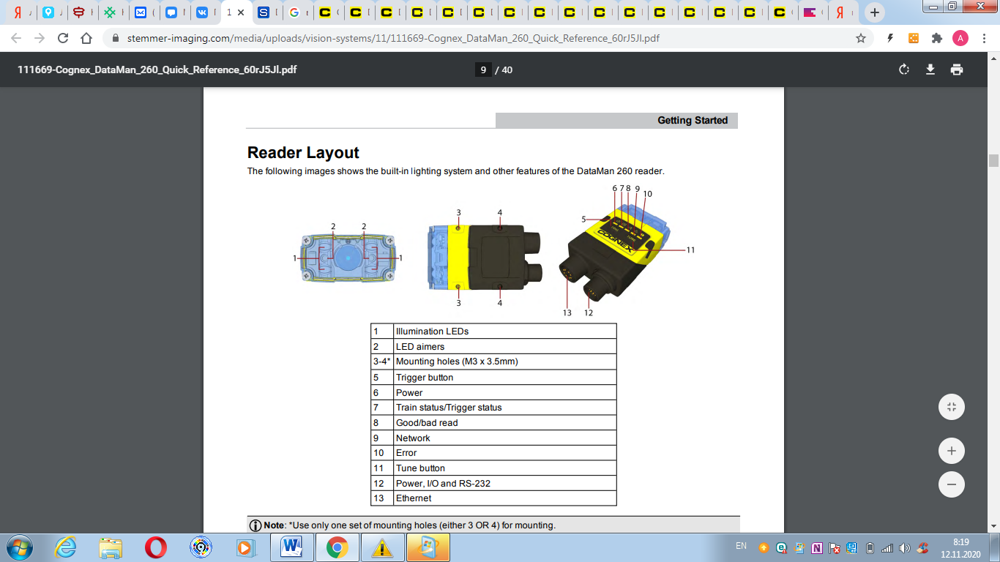 1
stemmer-imaging.com/media/uploads/vision-systems/11/111669-Cognex_DataMan_260_Quick_Reference_60rJ5Jl.pdf
A
111669-Cognex_DataMan_260_Quick_Reference_60rJ5Jl.pdf
9 / 40
Getting Started
Reader Layout
The following images shows the built-in lighting system and other features of the DataMan 260 reader.
6 7 8 9 10
5
3 4
2 2
1 1
11
COGNEX
3 4
13 12
1 Illumination LEDs
2 LED aimers
3-4* Mounting holes (M3 x 3.5mm)
5 Trigger button
6 Power
7 Train status/Trigger status
8 Good/bad read
9 Network
10 Error
11 Tune button
12 Power, I/O and RS-232
13 Ethernet
Note: *Use only one set of mounting holes (either 3 OR 4) for mounting.
EN
8:19
12.11.2020